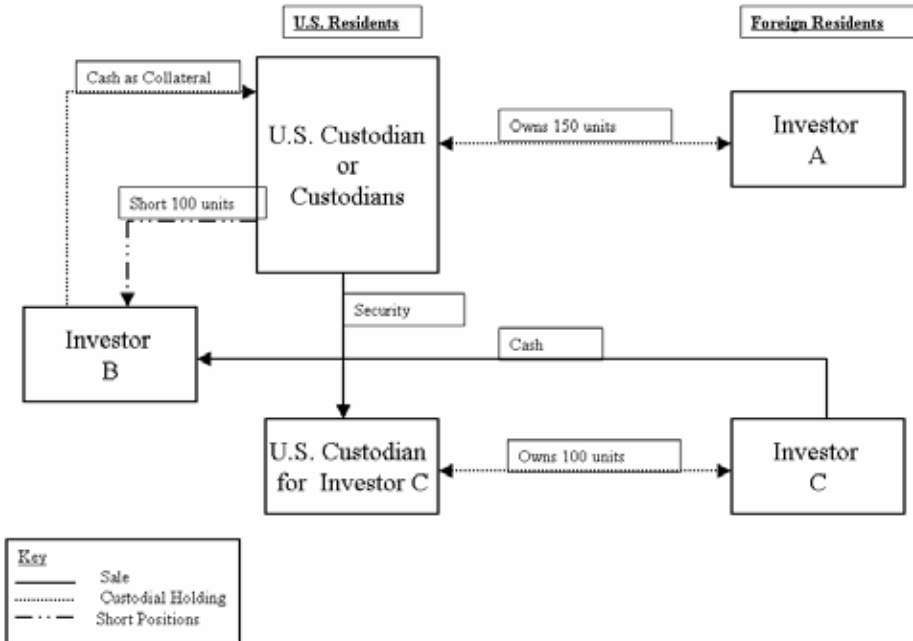 U.S. Residents
Foreign Residents
Cash as Collateral
U.S. Custodian
or
Custodians
Owns 150 units
Investor
A
Short 100 units
Security
Investor
B
Cash
U.S. Custodian
for Investor C
Owns 100 units
Investor
C
Key
Sale
Custodial Holding
Short Positions